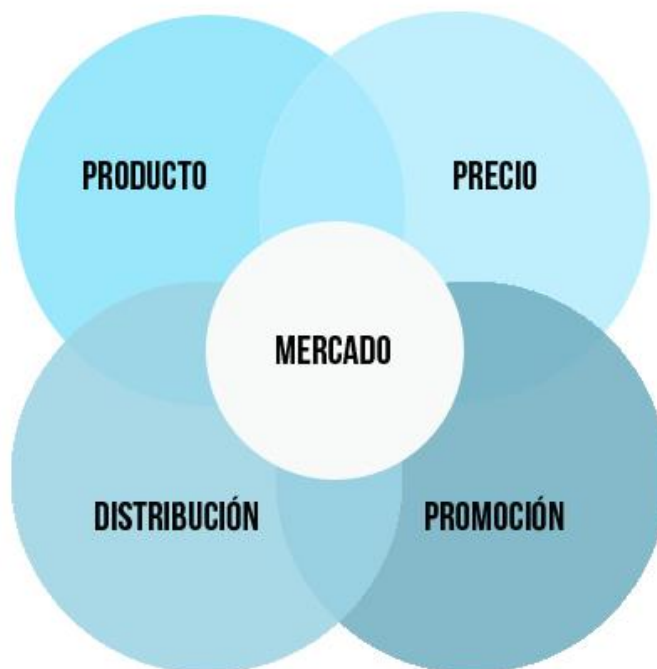 PRODUCTO
PRECIO
MERCADO
DISTRIBUCIÓN
PROMOCIÓN